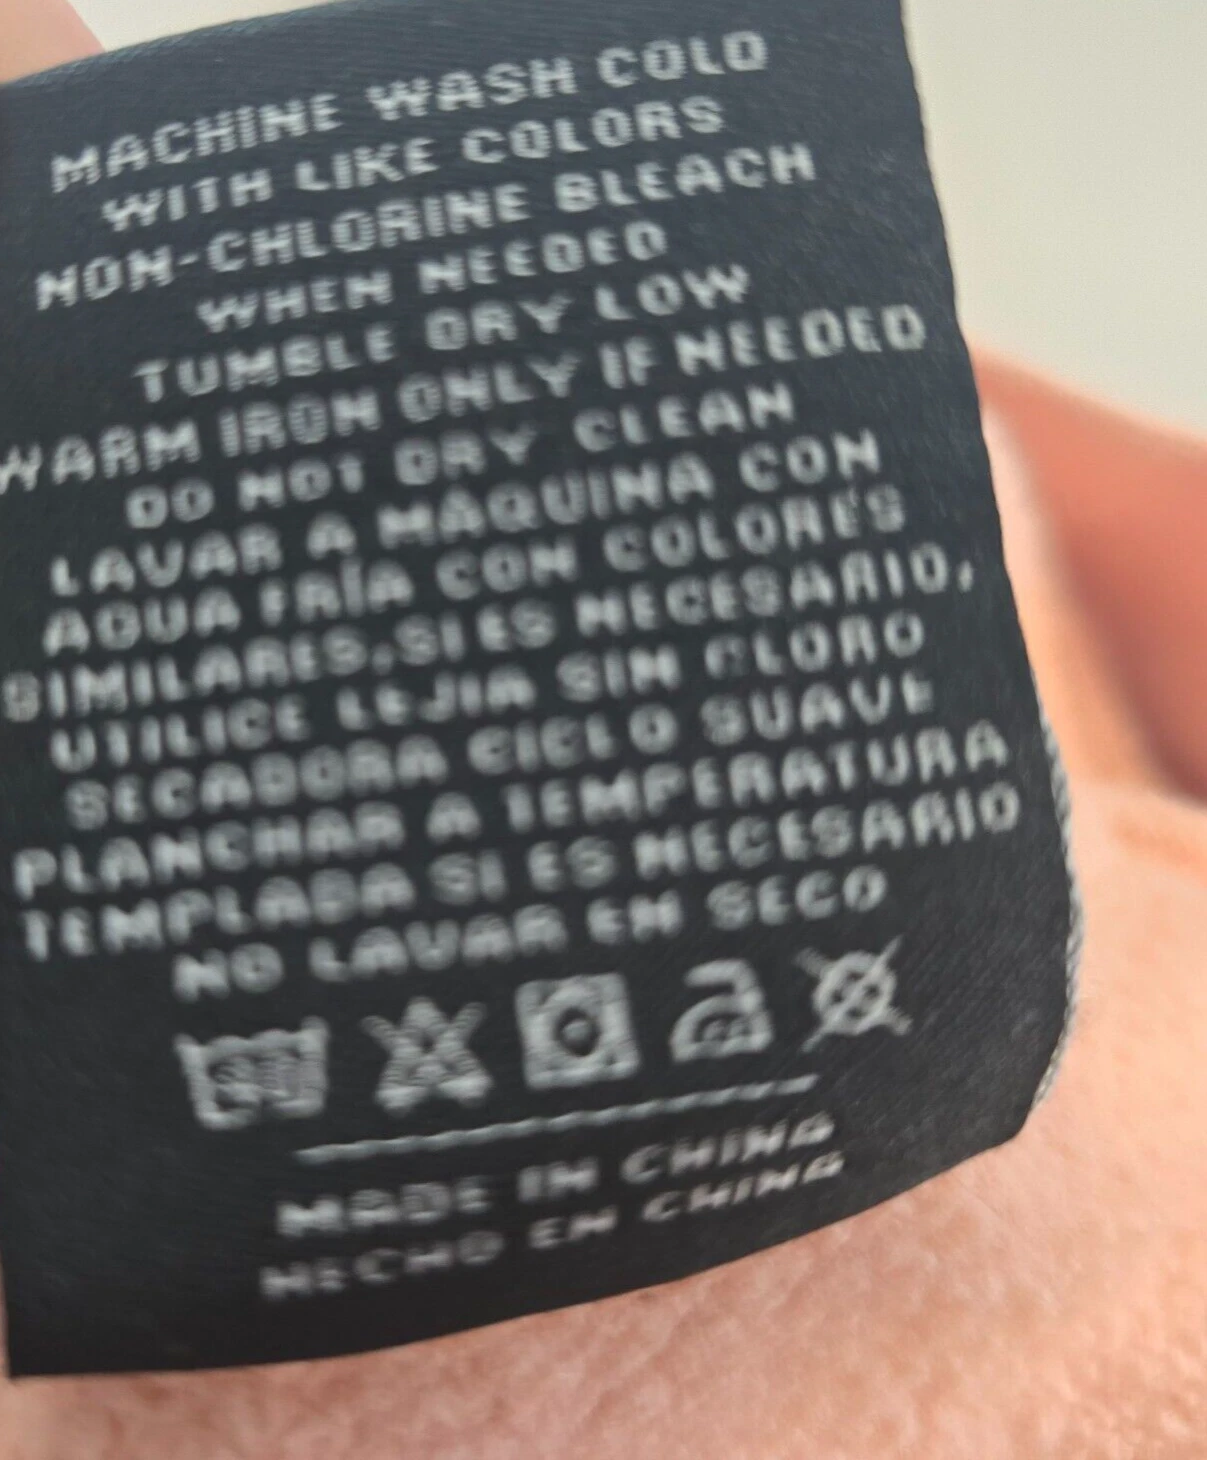 MACHINE WASH COLD
WITH LIKE COLORS
NON-CHLORINE BLEACH
WHEN NEEDED
TUMBLE DRY LOW
WARM IRON ONLY IF NEEDED
DO NOT DRY CLEAN
LAVAR A MÁQUINA CON
AGUA FRÍA CON COLORES
SIMILARES,SI ES NECESARIO,
UTILICE LEJIA SIN CLORO
SECADORA CICLO SUAVE
PLANCHAR A TEMPERATURA
TEMPLADA SI ES NECESARIO
NO LAVAR EN SECO
MADE IN CHINA
HECHO EN CHINA